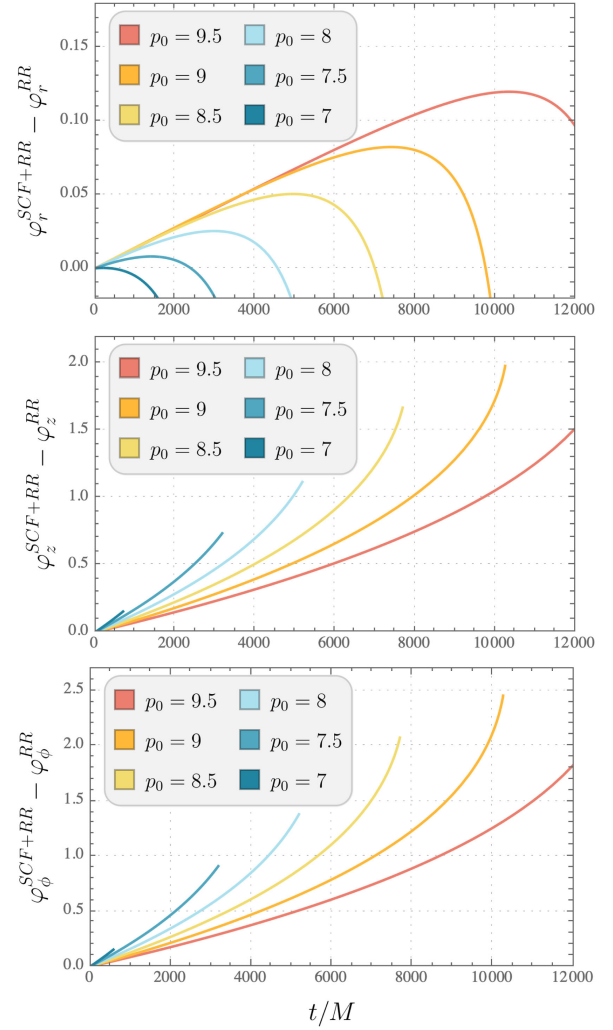 φ_r^{SCF+RR} − φ_r^{RR}
0.15
0.10
0.05
0.00
p₀ = 9.5 p₀ = 8
p₀ = 9 p₀ = 7.5
p₀ = 8.5 p₀ = 7
0 2000 4000 6000 8000 10000 12000
φ_z^{SCF+RR} − φ_z^{RR}
2.0
1.5
1.0
0.5
0.0
p₀ = 9.5 p₀ = 8
p₀ = 9 p₀ = 7.5
p₀ = 8.5 p₀ = 7
0 2000 4000 6000 8000 10000 12000
φ_ϕ^{SCF+RR} − φ_ϕ^{RR}
2.5
2.0
1.5
1.0
0.5
0.0
p₀ = 9.5 p₀ = 8
p₀ = 9 p₀ = 7.5
p₀ = 8.5 p₀ = 7
0 2000 4000 6000 8000 10000 12000
t/M